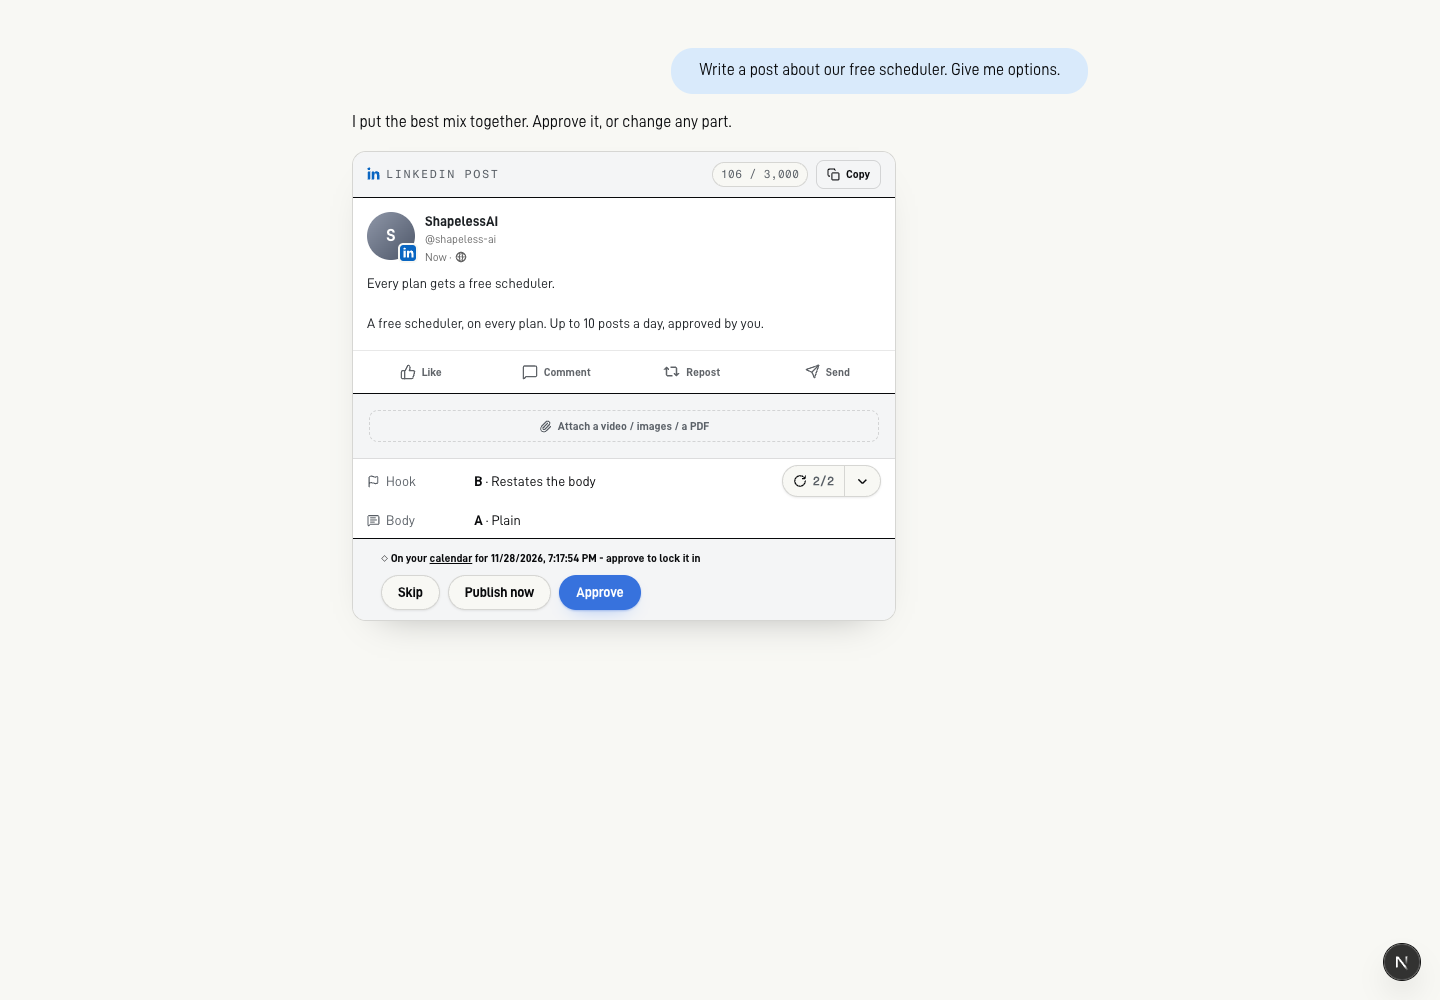 Write a post about our free scheduler. Give me options.
I put the best mix together. Approve it, or change any part.
in LINKEDIN POST
106 / 3,000
Copy
S
in
ShapelessAI
@shapeless-ai
Now ·
Every plan gets a free scheduler.
A free scheduler, on every plan. Up to 10 posts a day, approved by you.
Like
Comment
Repost
Send
Attach a video / images / a PDF
Hook
B · Restates the body
2/2
Body
A · Plain
◇ On your calendar for 11/28/2026, 7:17:54 PM - approve to lock it in
Skip
Publish now
Approve
N